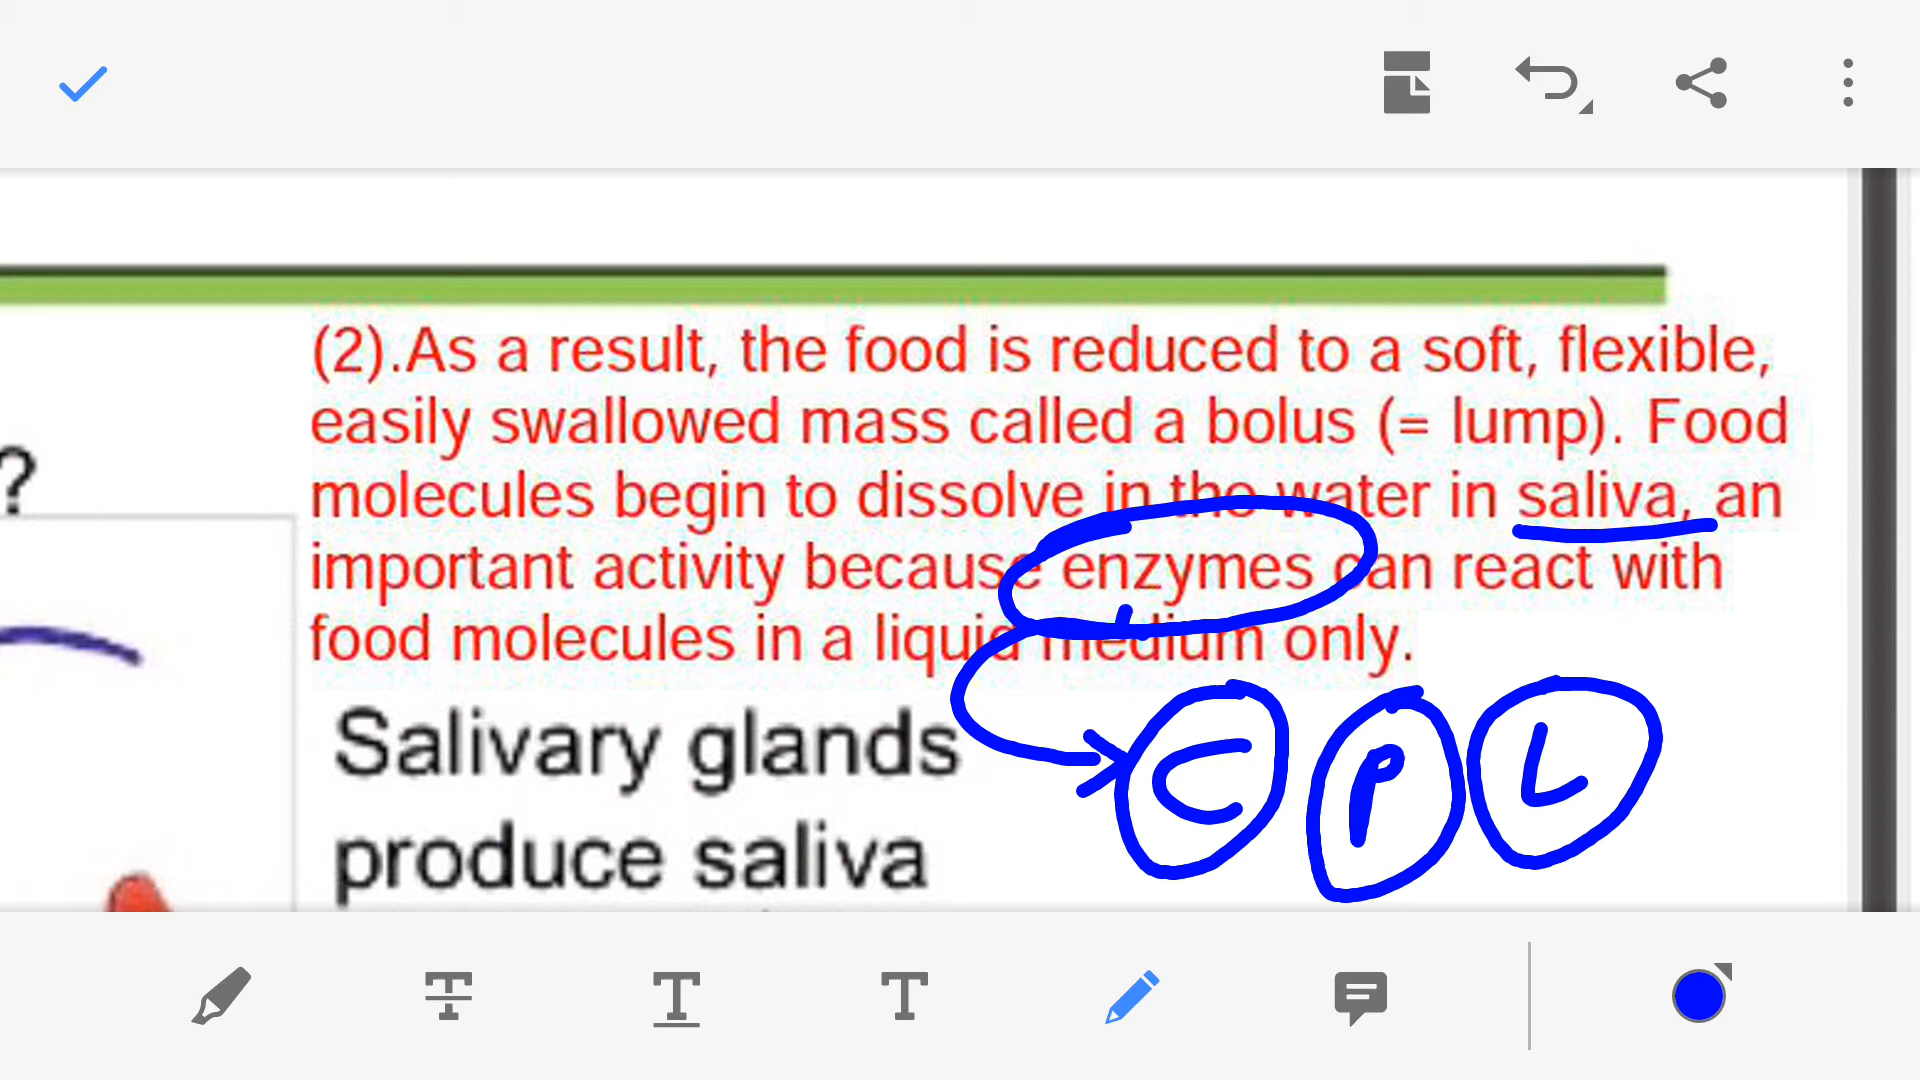 (2).As a result, the food is reduced to a soft, flexible,
easily swallowed mass called a bolus (= lump). Food
molecules begin to dissolve in the water in saliva, an
?
important activity because enzymes can react with
food molecules in a liquid medium only.
Salivary glands
C P L
produce saliva